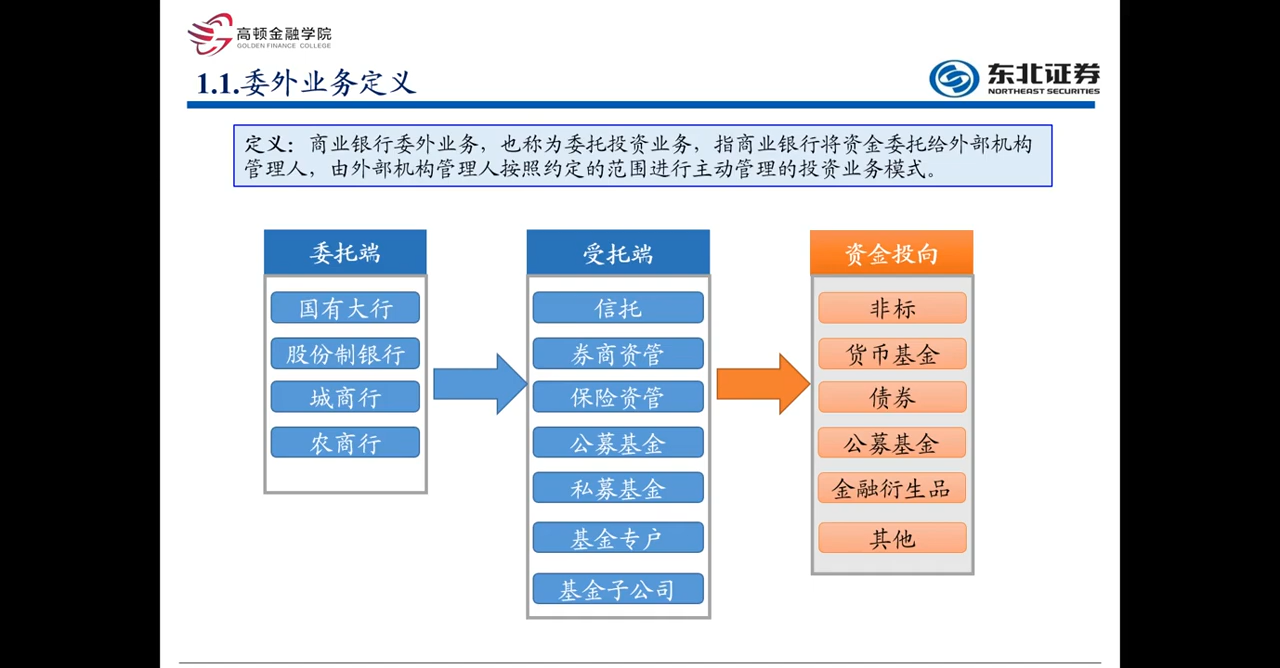 高顿金融学院
GOLDEN FINANCE COLLEGE
1.1.委外业务定义
东北证券
NORTHEAST SECURITIES
定义：商业银行委外业务，也称为委托投资业务，指商业银行将资金委托给外部机构
管理人，由外部机构管理人按照约定的范围进行主动管理的投资业务模式。
委托端
国有大行
股份制银行
城商行
农商行
受托端
信托
券商资管
保险资管
公募基金
私募基金
基金专户
基金子公司
资金投向
非标
货币基金
债券
公募基金
金融衍生品
其他